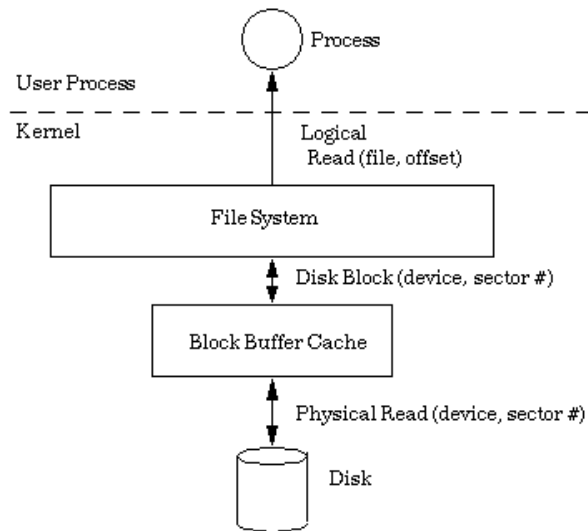 Process
User Process
Kernel
Logical
Read (file, offset)
File System
Disk Block (device, sector #)
Block Buffer Cache
Physical Read (device, sector #)
Disk